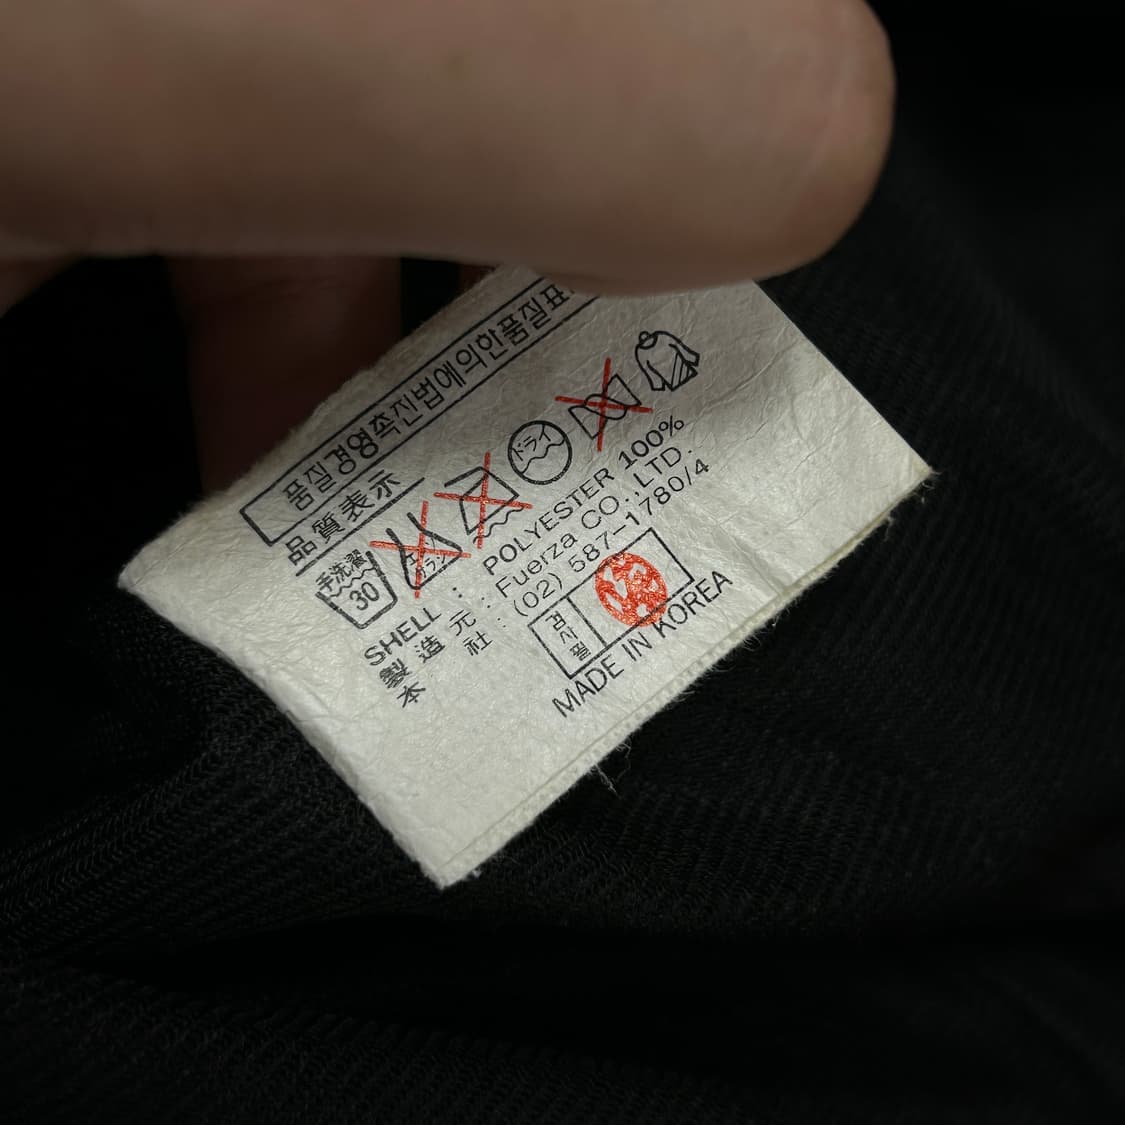 품질경영촉진법에의한품질표
品質表示
手洗濯
30
ドライ
SHELL : POLYESTER 100%
製造元 : Fuerza CO.,LTD.
本社 : (02) 587-1780/4
검사필
MADE IN KOREA